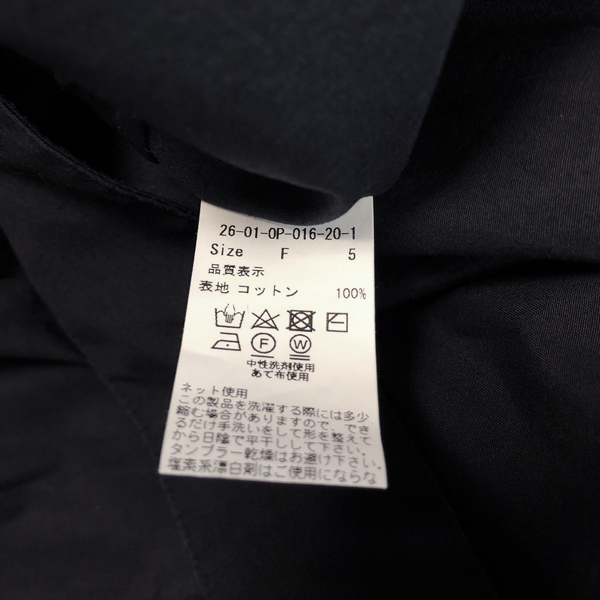 26-01-OP-016-20-1
Size F 5
品質表示
表地 コットン 100%
F W
中性洗剤使用
あて布使用
ネット使用
この製品を洗濯する際には多少
縮む場合がありますので、でき
るだけ手洗いをして形を整えて
から日陰で平干しして下さい。
タンブラー乾燥はお避け下さい。
塩素系漂白剤はご使用にならな